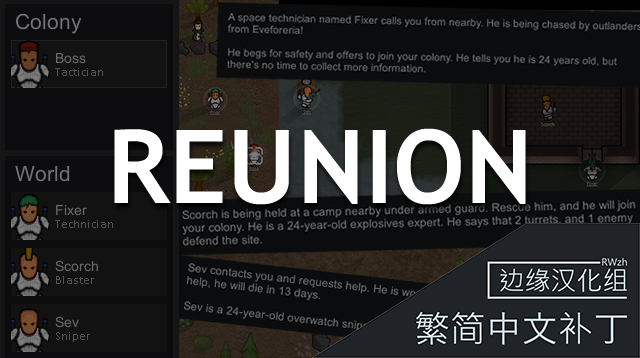 Colony
Boss
Tactician
World
Fixer
Technician
Scorch
Blaster
Sev
Sniper
A space technician named Fixer calls you from nearby. He is being chased by outlanders
from Eveforeria!
He begs for safety and offers to join your colony. He tells you he is 24 years old, but
there's no time to collect more information.
REUNION
Scorch is being held at a camp nearby under armed guard. Rescue him, and he will join
your colony. He is a 24-year-old explosives expert. He says that 2 turrets, and 1 enemy
defend the site.
Sev contacts you and requests help. He is
help, he will die in 13 days.
Sev is a 24-year-old overwatch
RWzh
边缘汉化组
繁简中文补丁